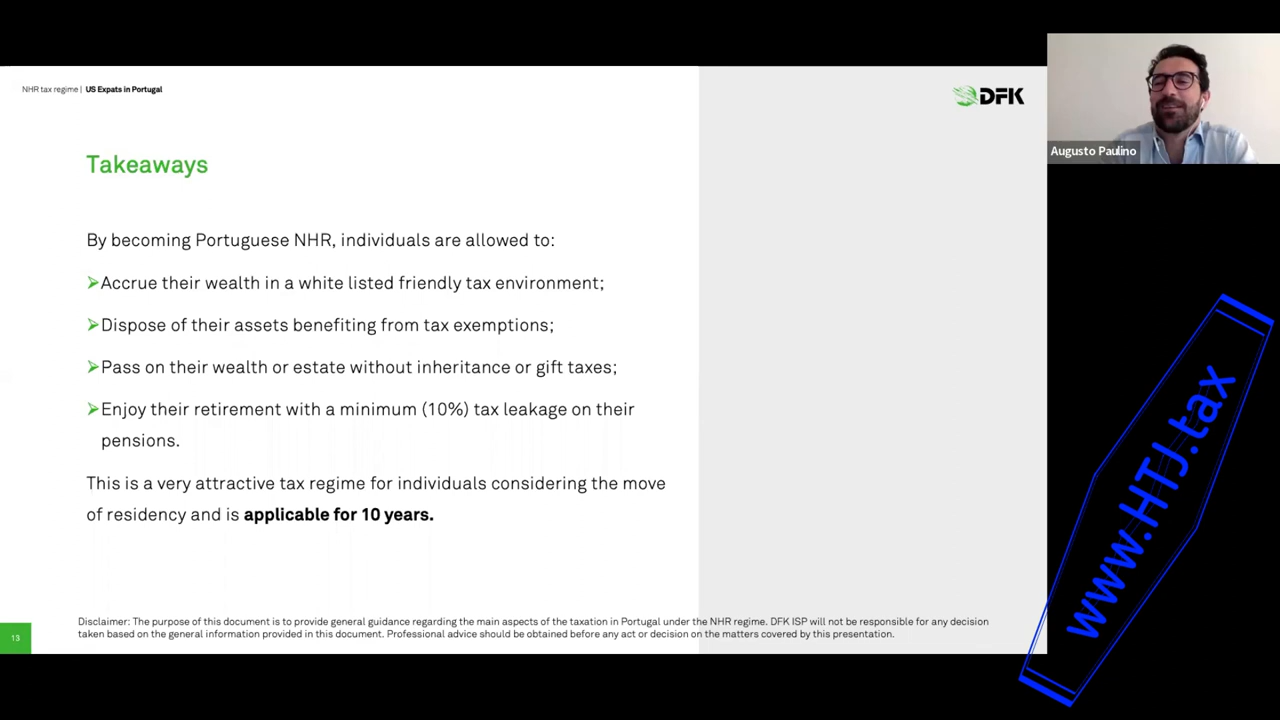 NHR tax regime | US Expats in Portugal
DFK
Augusto Paulino
Takeaways
By becoming Portuguese NHR, individuals are allowed to:
➢Accrue their wealth in a white listed friendly tax environment;
➢Dispose of their assets benefiting from tax exemptions;
➢Pass on their wealth or estate without inheritance or gift taxes;
➢Enjoy their retirement with a minimum (10%) tax leakage on their
pensions.
This is a very attractive tax regime for individuals considering the move
of residency and is applicable for 10 years.
www.HTJ.tax
Disclaimer: The purpose of this document is to provide general guidance regarding the main aspects of the taxation in Portugal under the NHR regime. DFK ISP will not be responsible for any decision
taken based on the general information provided in this document. Professional advice should be obtained before any act or decision on the matters covered by this presentation.
13